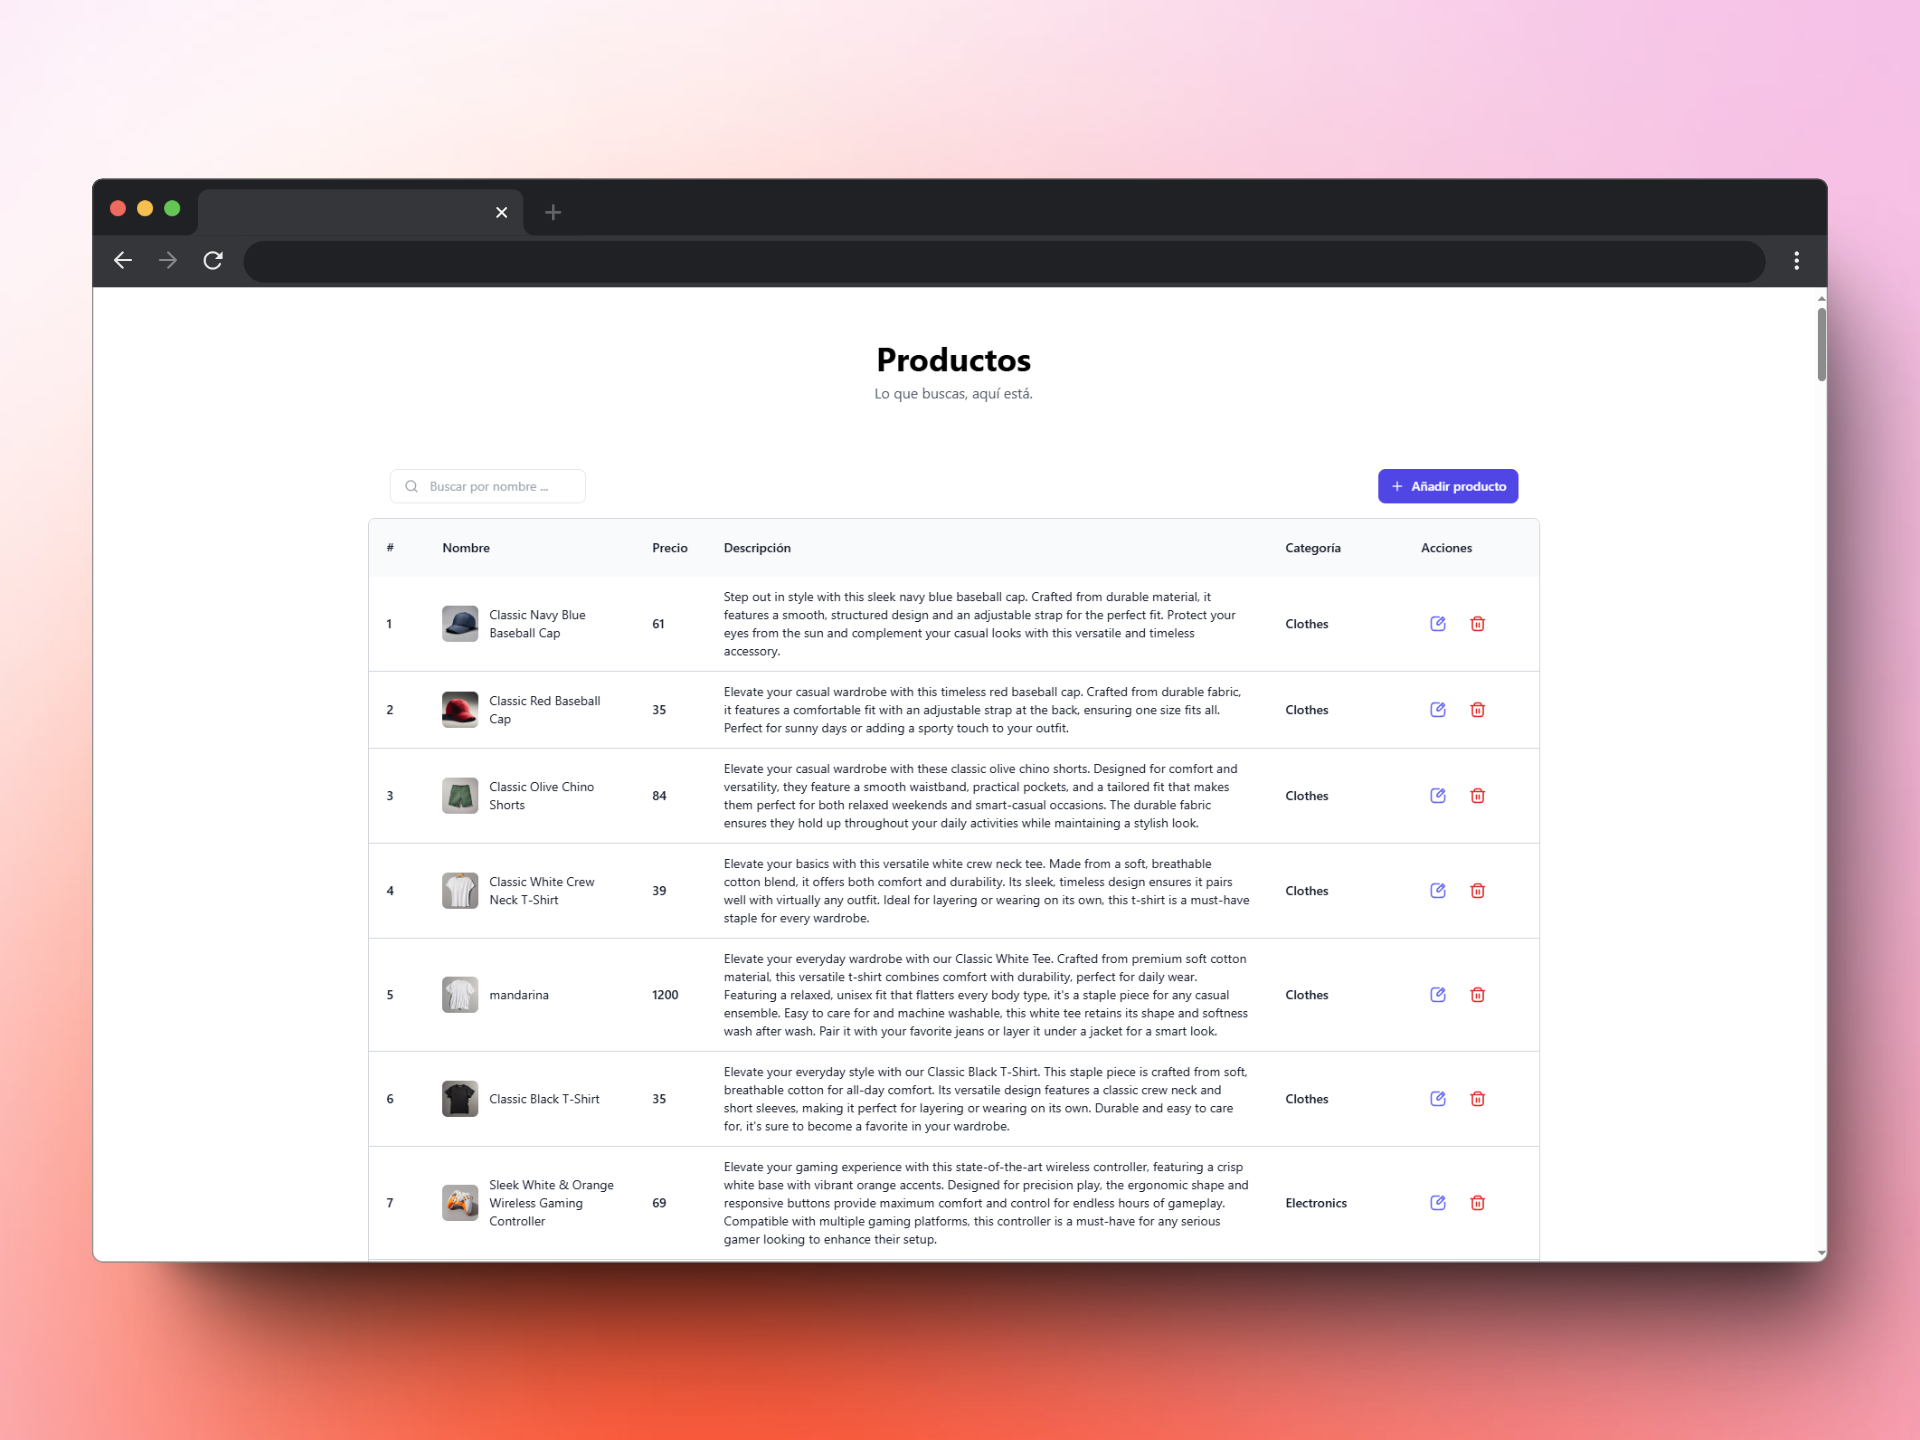 Productos
Lo que buscas, aquí está.
Buscar por nombre ...
Añadir producto
# Nombre Precio Descripción Categoría Acciones
1 Classic Navy Blue Baseball Cap 61 Step out in style with this sleek navy blue baseball cap. Crafted from durable material, it
features a smooth, structured design and an adjustable strap for the perfect fit. Protect your
eyes from the sun and complement your casual looks with this versatile and timeless
accessory. Clothes
2 Classic Red Baseball Cap 35 Elevate your casual wardrobe with this timeless red baseball cap. Crafted from durable fabric,
it features a comfortable fit with an adjustable strap at the back, ensuring one size fits all.
Perfect for sunny days or adding a sporty touch to your outfit. Clothes
3 Classic Olive Chino Shorts 84 Elevate your casual wardrobe with these classic olive chino shorts. Designed for comfort and
versatility, they feature a smooth waistband, practical pockets, and a tailored fit that makes
them perfect for both relaxed weekends and smart-casual occasions. The durable fabric
ensures they hold up throughout your daily activities while maintaining a stylish look. Clothes
4 Classic White Crew Neck T-Shirt 39 Elevate your basics with this versatile white crew neck tee. Made from a soft, breathable
cotton blend, it offers both comfort and durability. Its sleek, timeless design ensures it pairs
well with virtually any outfit. Ideal for layering or wearing on its own, this t-shirt is a must-have
staple for every wardrobe. Clothes
5 mandarina 1200 Elevate your everyday wardrobe with our Classic White Tee. Crafted from premium soft cotton
material, this versatile t-shirt combines comfort with durability, perfect for daily wear.
Featuring a relaxed, unisex fit that flatters every body type, it's a staple piece for any casual
ensemble. Easy to care for and machine washable, this white tee retains its shape and softness
wash after wash. Pair it with your favorite jeans or layer it under a jacket for a smart look. Clothes
6 Classic Black T-Shirt 35 Elevate your everyday style with our Classic Black T-Shirt. This staple piece is crafted from soft,
breathable cotton for all-day comfort. Its versatile design features a classic crew neck and
short sleeves, making it perfect for layering or wearing on its own. Durable and easy to care
for, it's sure to become a favorite in your wardrobe. Clothes
7 Sleek White & Orange Wireless Gaming Controller 69 Elevate your gaming experience with this state-of-the-art wireless controller, featuring a crisp
white base with vibrant orange accents. Designed for precision play, the ergonomic shape and
responsive buttons provide maximum comfort and control for endless hours of gameplay.
Compatible with multiple gaming platforms, this controller is a must-have for any serious
gamer looking to enhance their setup. Electronics